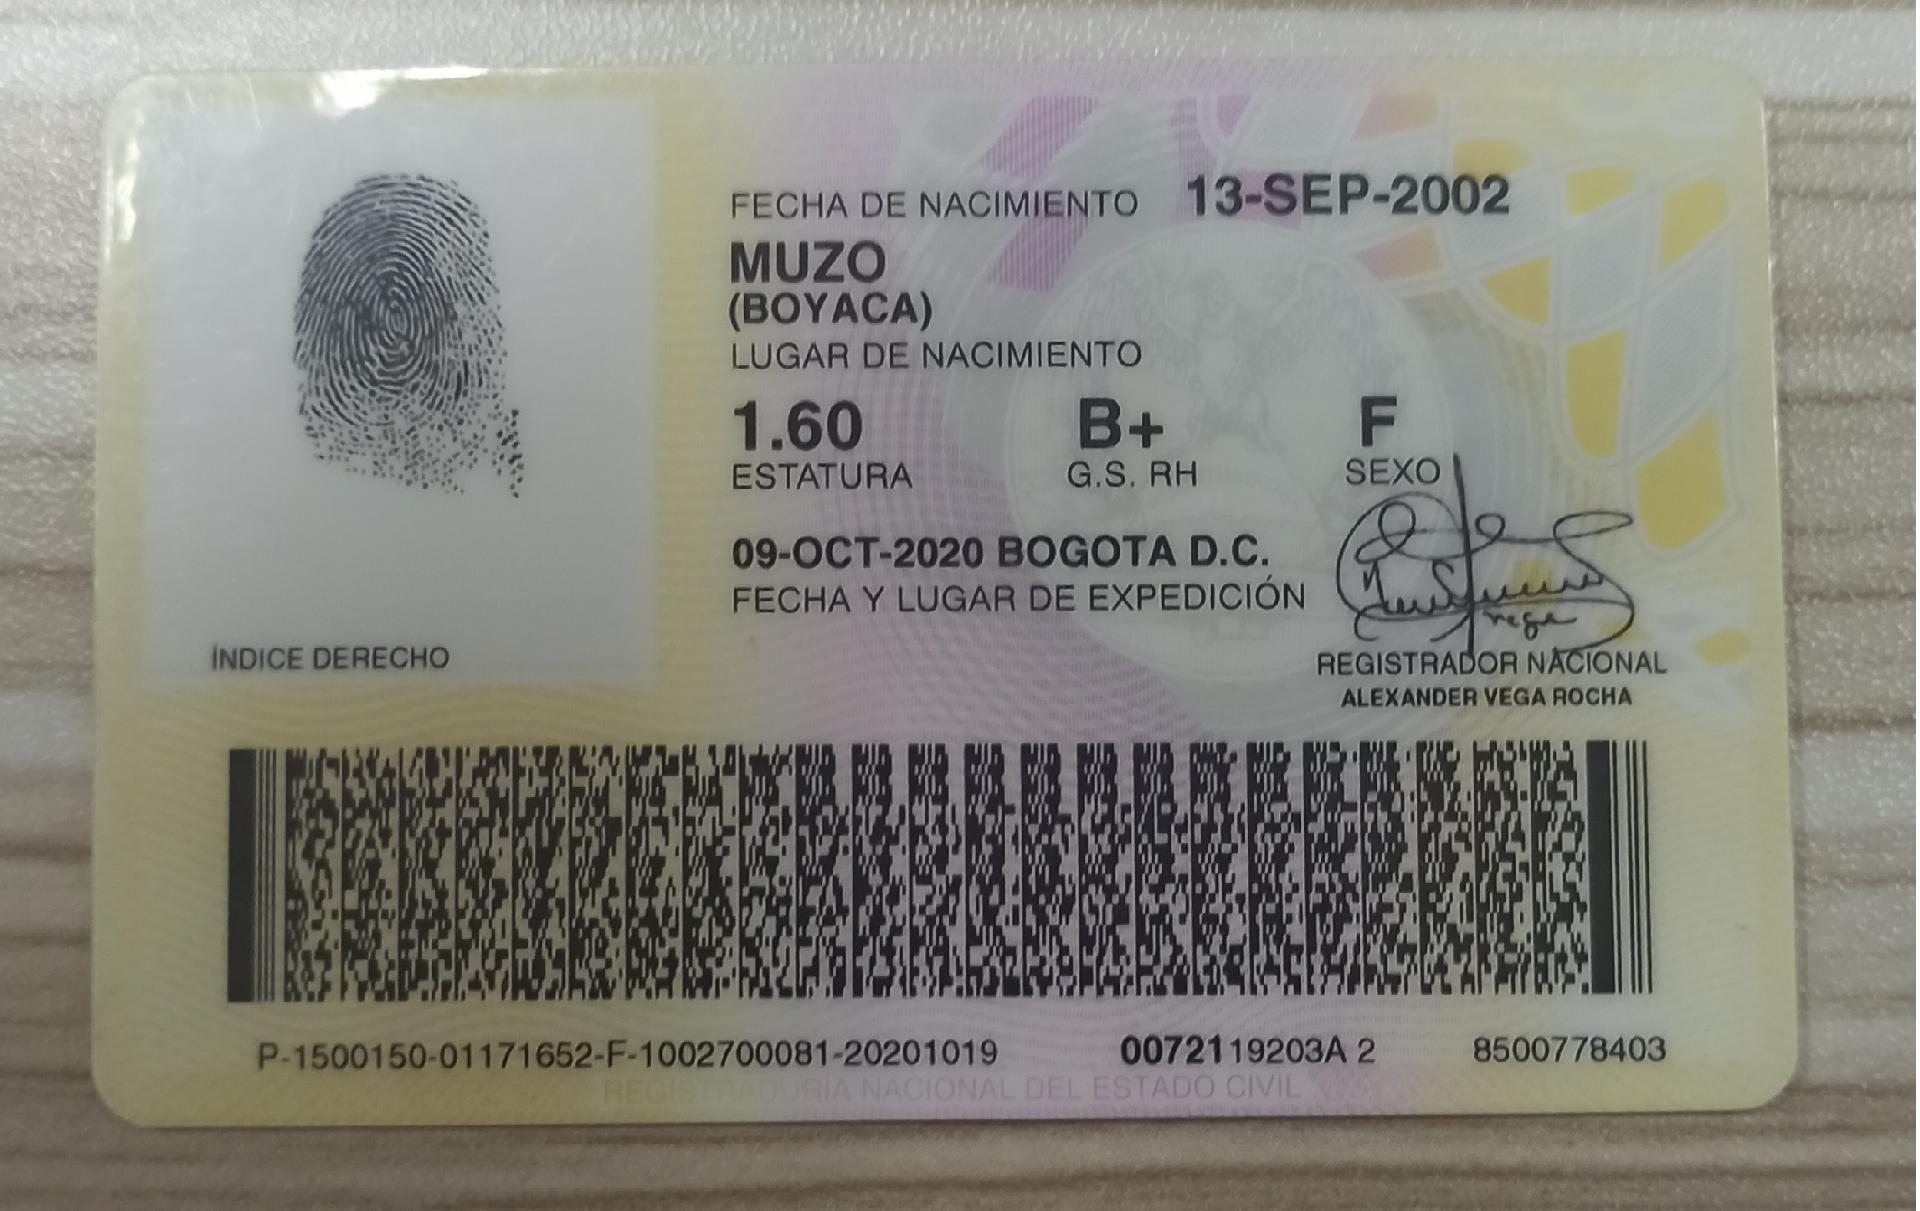 FECHA DE NACIMIENTO 13-SEP-2002
MUZO
(BOYACA)
LUGAR DE NACIMIENTO
1.60 B+ F
ESTATURA G.S. RH SEXO
09-OCT-2020 BOGOTA D.C.
FECHA Y LUGAR DE EXPEDICIÓN
ÍNDICE DERECHO
REGISTRADOR NACIONAL
ALEXANDER VEGA ROCHA
P-1500150-01171652-F-1002700081-20201019 0072119203A 2 8500778403
REGISTRADURÍA NACIONAL DEL ESTADO CIVIL